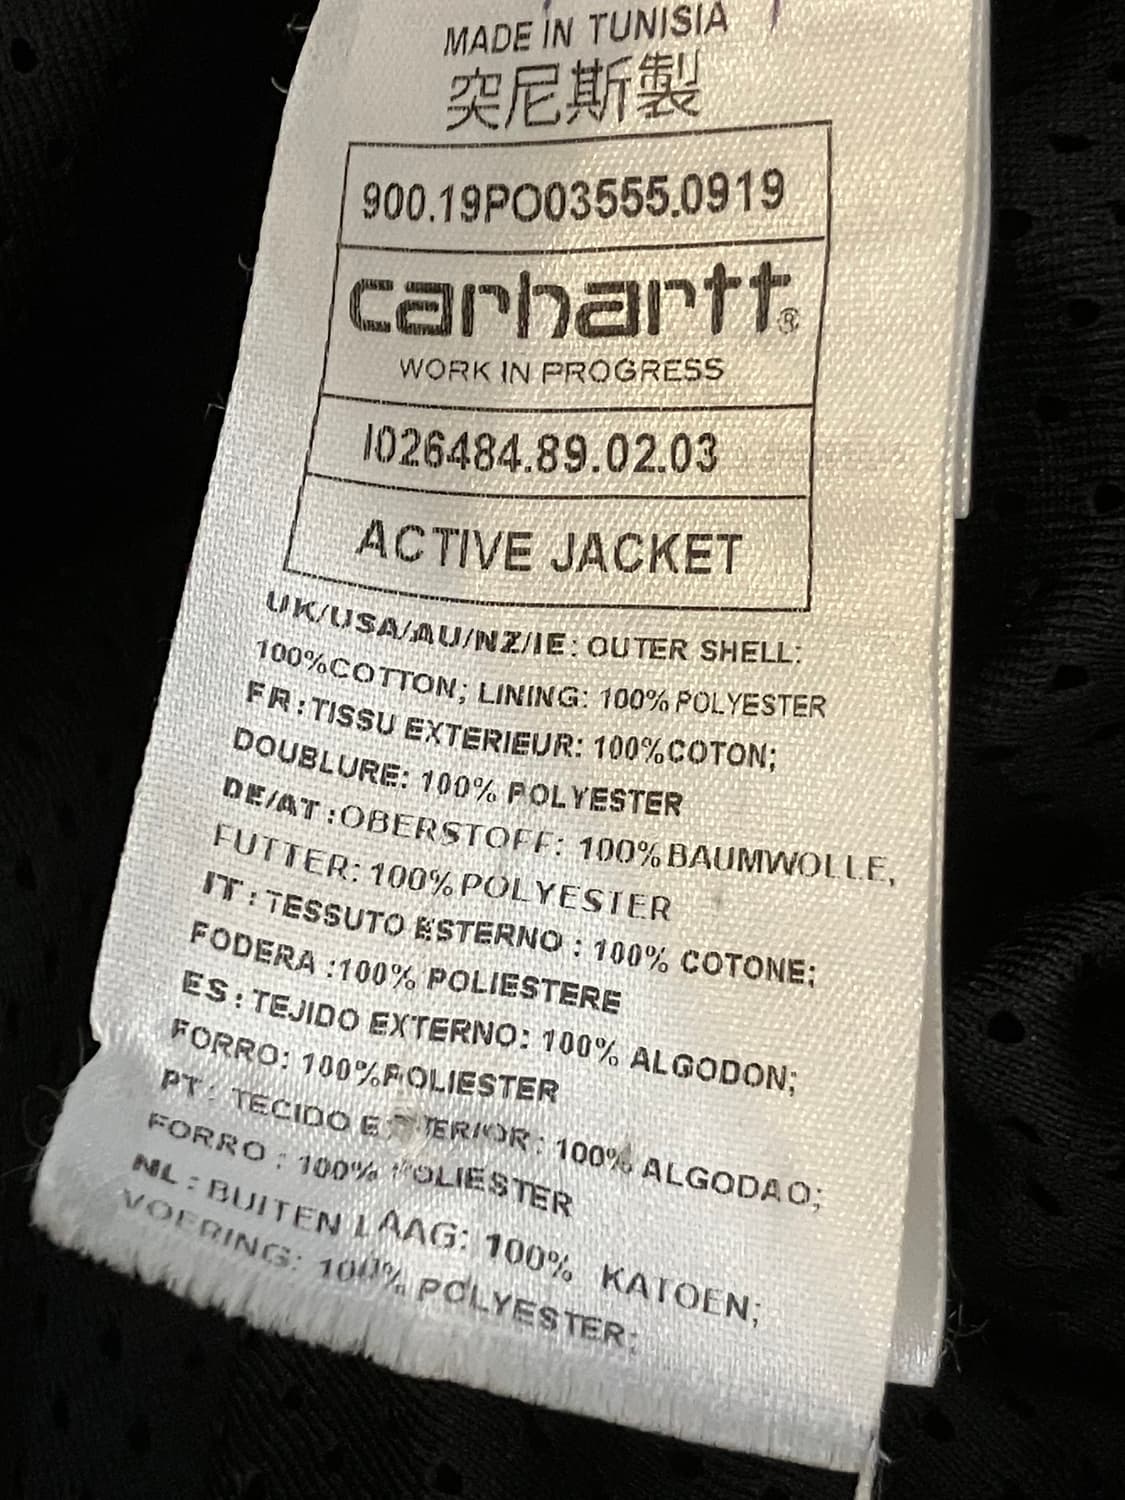 MADE IN TUNISIA
突尼斯製
900.19PO03555.0919
carhartt®
WORK IN PROGRESS
I026484.89.02.03
ACTIVE JACKET
UK/USA/AU/NZ/IE: OUTER SHELL:
100%COTTON; LINING: 100% POLYESTER
FR:TISSU EXTERIEUR: 100%COTON;
DOUBLURE: 100% POLYESTER
DE/AT:OBERSTOFF: 100%BAUMWOLLE,
FUTTER: 100% POLYESTER
IT:TESSUTO ESTERNO : 100% COTONE;
FODERA :100% POLIESTERE
ES:TEJIDO EXTERNO: 100% ALGODON;
FORRO: 100%POLIESTER
PT: TECIDO EXTERIOR: 100% ALGODAO;
FORRO : 100% POLIESTER
NL:BUITEN LAAG: 100% KATOEN;
VOERING: 100% POLYESTER;